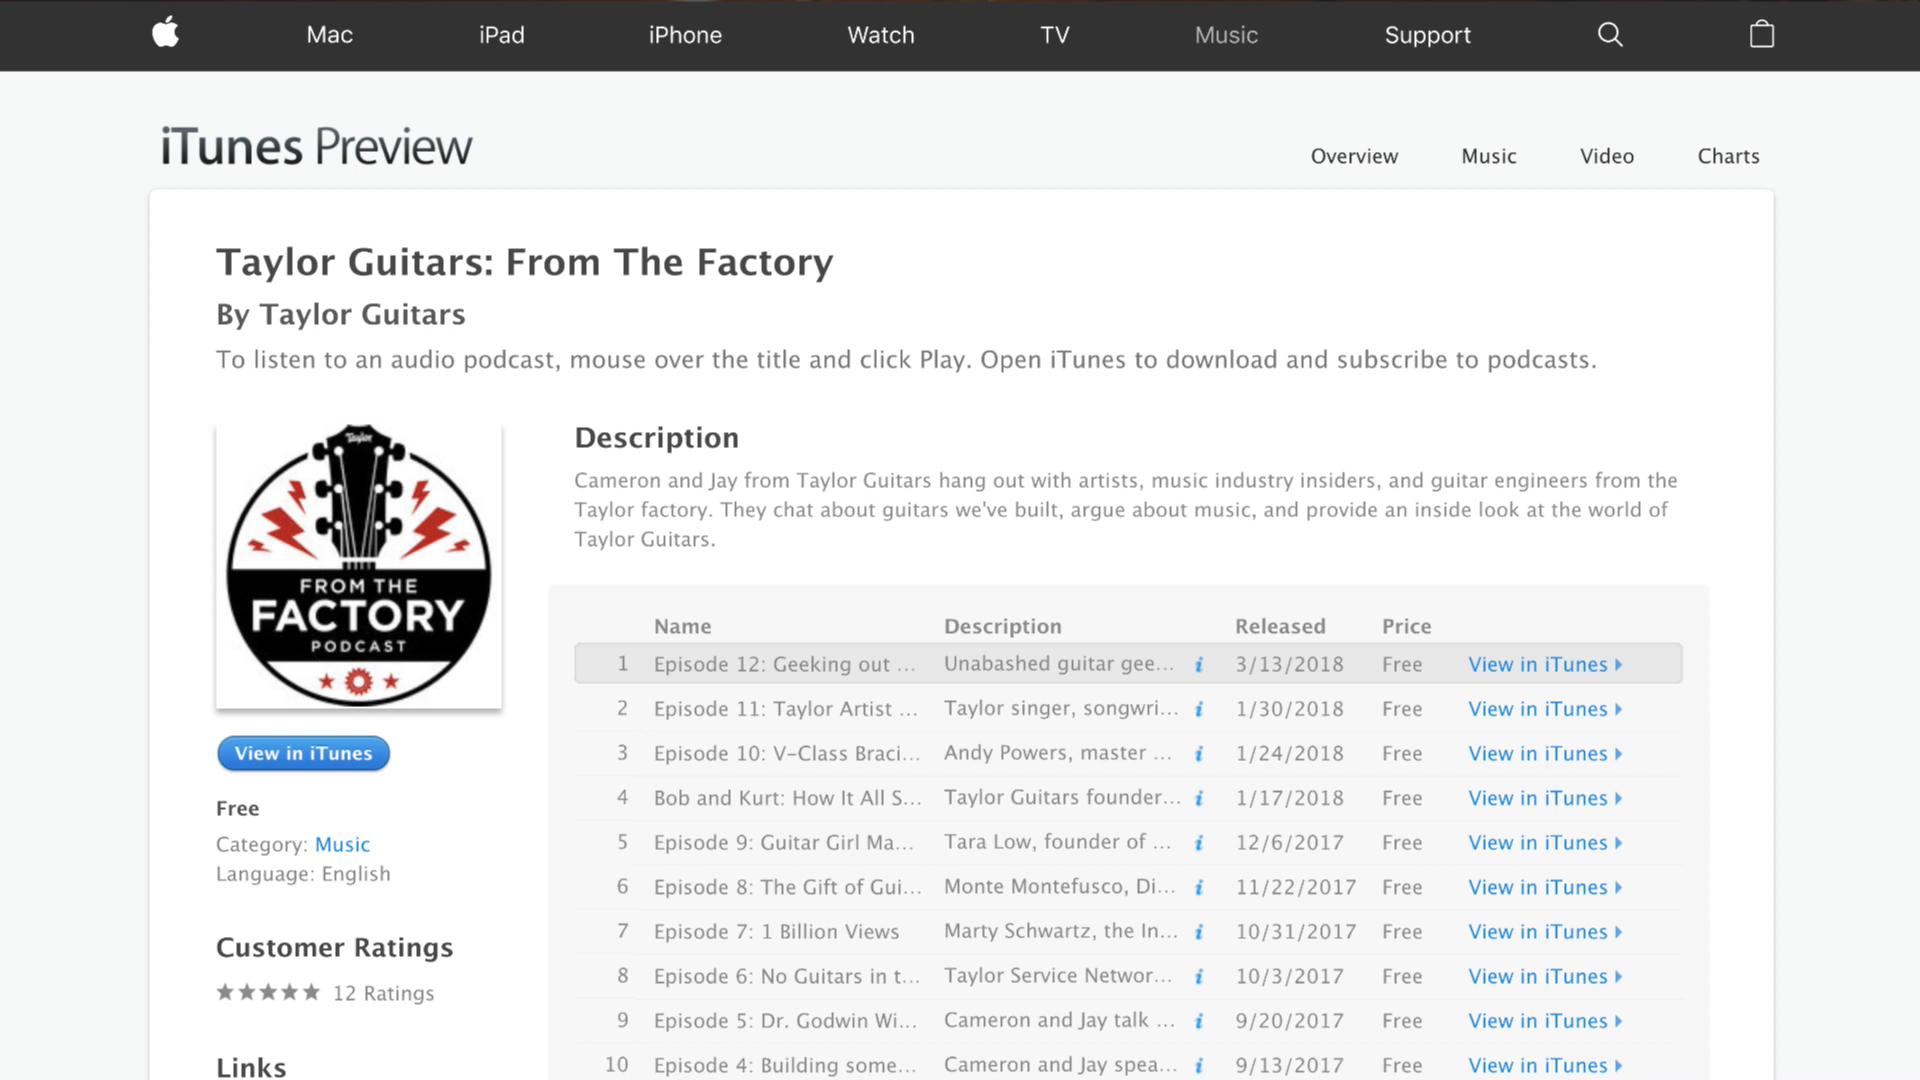 Mac iPad iPhone Watch TV Music Support
iTunes Preview
Overview Music Video Charts
Taylor Guitars: From The Factory
By Taylor Guitars
To listen to an audio podcast, mouse over the title and click Play. Open iTunes to download and subscribe to podcasts.
Taylor
FROM THE
FACTORY
PODCAST
View in iTunes
Free
Category: Music
Language: English
Customer Ratings
★★★★★ 12 Ratings
Links
Description
Cameron and Jay from Taylor Guitars hang out with artists, music industry insiders, and guitar engineers from the
Taylor factory. They chat about guitars we've built, argue about music, and provide an inside look at the world of
Taylor Guitars.
Name Description Released Price
1 Episode 12: Geeking out ... Unabashed guitar gee... i 3/13/2018 Free View in iTunes
2 Episode 11: Taylor Artist ... Taylor singer, songwri... i 1/30/2018 Free View in iTunes
3 Episode 10: V-Class Braci... Andy Powers, master ... i 1/24/2018 Free View in iTunes
4 Bob and Kurt: How It All S... Taylor Guitars founder... i 1/17/2018 Free View in iTunes
5 Episode 9: Guitar Girl Ma... Tara Low, founder of ... i 12/6/2017 Free View in iTunes
6 Episode 8: The Gift of Gui... Monte Montefusco, Di... i 11/22/2017 Free View in iTunes
7 Episode 7: 1 Billion Views Marty Schwartz, the In... i 10/31/2017 Free View in iTunes
8 Episode 6: No Guitars in t... Taylor Service Networ... i 10/3/2017 Free View in iTunes
9 Episode 5: Dr. Godwin Wi... Cameron and Jay talk ... i 9/20/2017 Free View in iTunes
10 Episode 4: Building some... Cameron and Jay spea... i 9/13/2017 Free View in iTunes